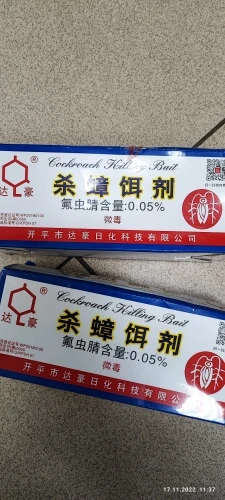 Cockroach Killing Bait
达豪®
杀蟑饵剂
氟虫腈含量:0.05%
微毒
开平市达豪日化科技有限公司
Cockroach Killing Bait
达豪®
杀蟑饵剂
氟虫腈含量:0.05%
微毒
开平市达豪日化科技有限公司
17.11.2022 11:37